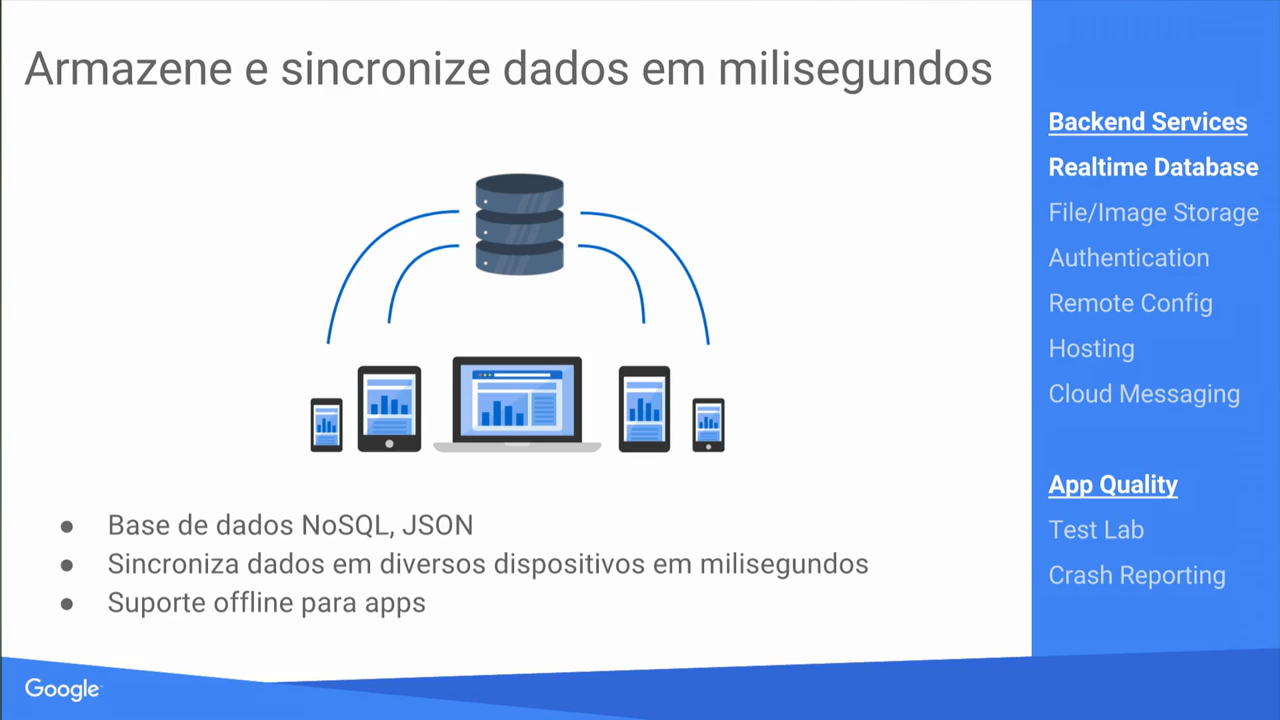 Armazene e sincronize dados em milisegundos
Base de dados NoSQL, JSON
Sincroniza dados em diversos dispositivos em milisegundos
Suporte offline para apps
Backend Services
Realtime Database
File/Image Storage
Authentication
Remote Config
Hosting
Cloud Messaging
App Quality
Test Lab
Crash Reporting
Google